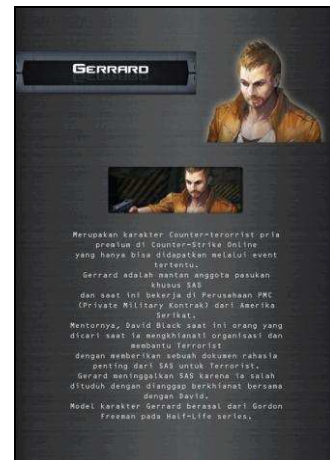 GERRARD
Merupakan karakter Counter-terorrist pria
premium di Counter-Strike Online
yang hanya bisa didapatkan melalui event
tertentu.
Gerrard adalah mantan anggota pasukan
khusus SAS
dan saat ini bekerja di Perusahaan PMC
(Private Military Kontrak) dari Amerika
Serikat.
Mentornya, David Black saat ini orang yang
dicari saat ia mengkhianati organisasi dan
membantu Terrorist
dengan memberikan sebuah dokumen rahasia
penting dari SAS untuk Terrorist.
Gerard meninggalkan SAS karena ia salah
dituduh dengan dianggap berkhianat bersama
dengan David.
Model karakter Gerrard berasal dari Gordon
Freeman pada Half-Life series.